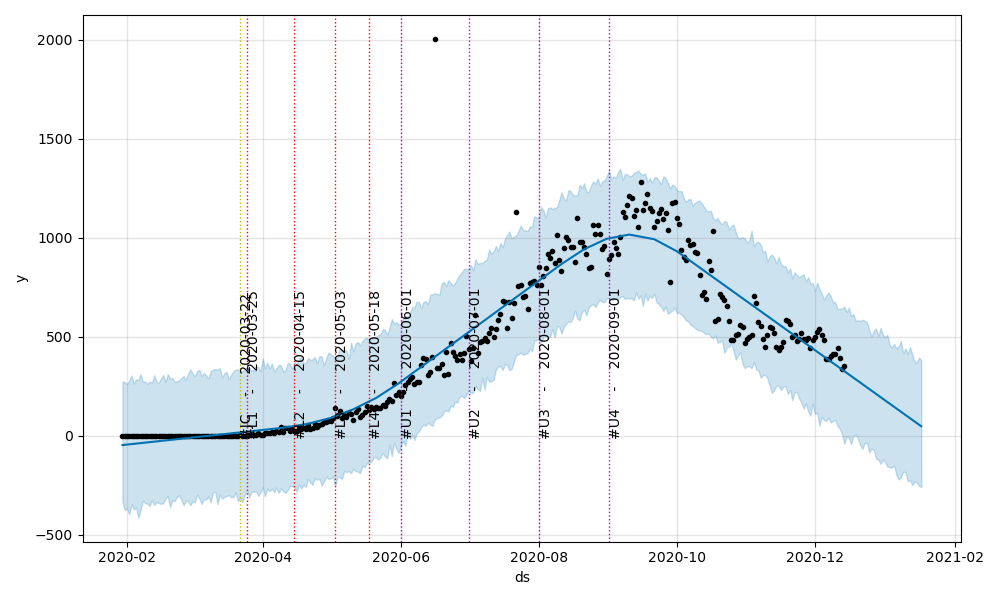 2000
1500
1000
500
0
−500
y
#JC - 2020-03-22
#L1 - 2020-03-25
#L2 - 2020-04-15
#L3 - 2020-05-03
#L4 - 2020-05-18
#U1 - 2020-06-01
#U2 - 2020-07-01
#U3 - 2020-08-01
#U4 - 2020-09-01
2020-02
2020-04
2020-06
2020-08
2020-10
2020-12
2021-02
ds